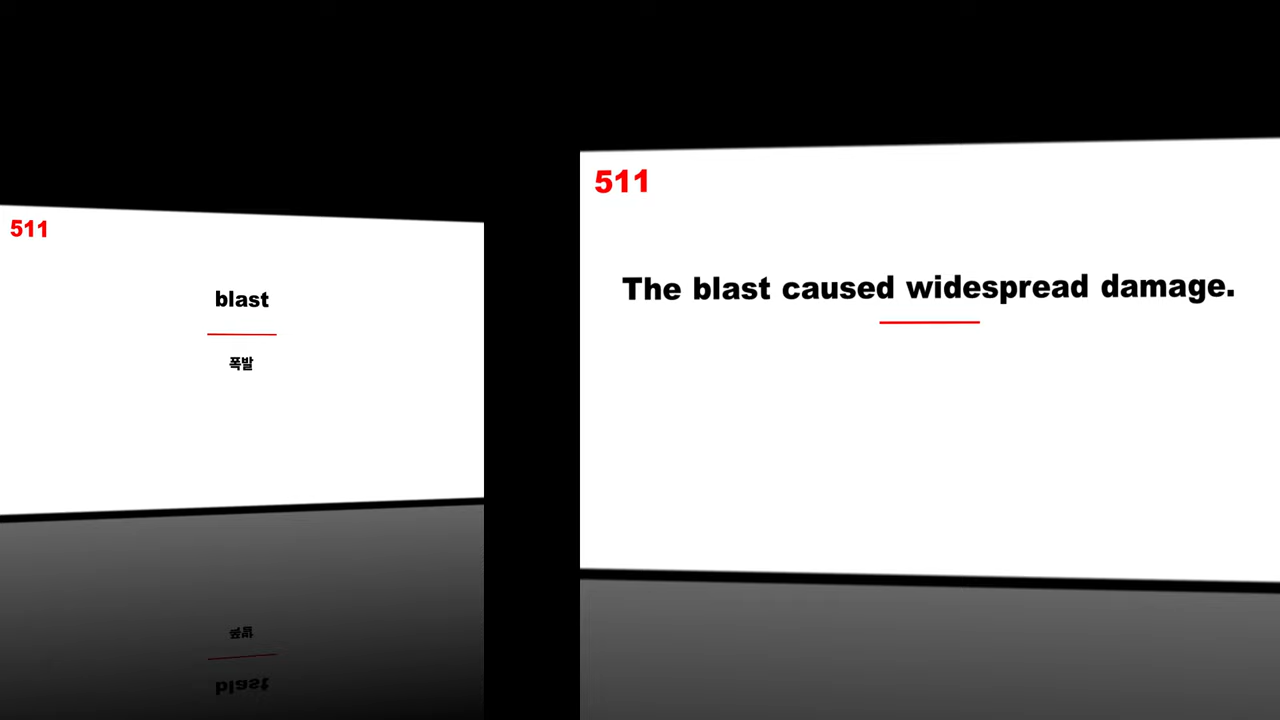 511
blast
폭발
511
The blast caused widespread damage.